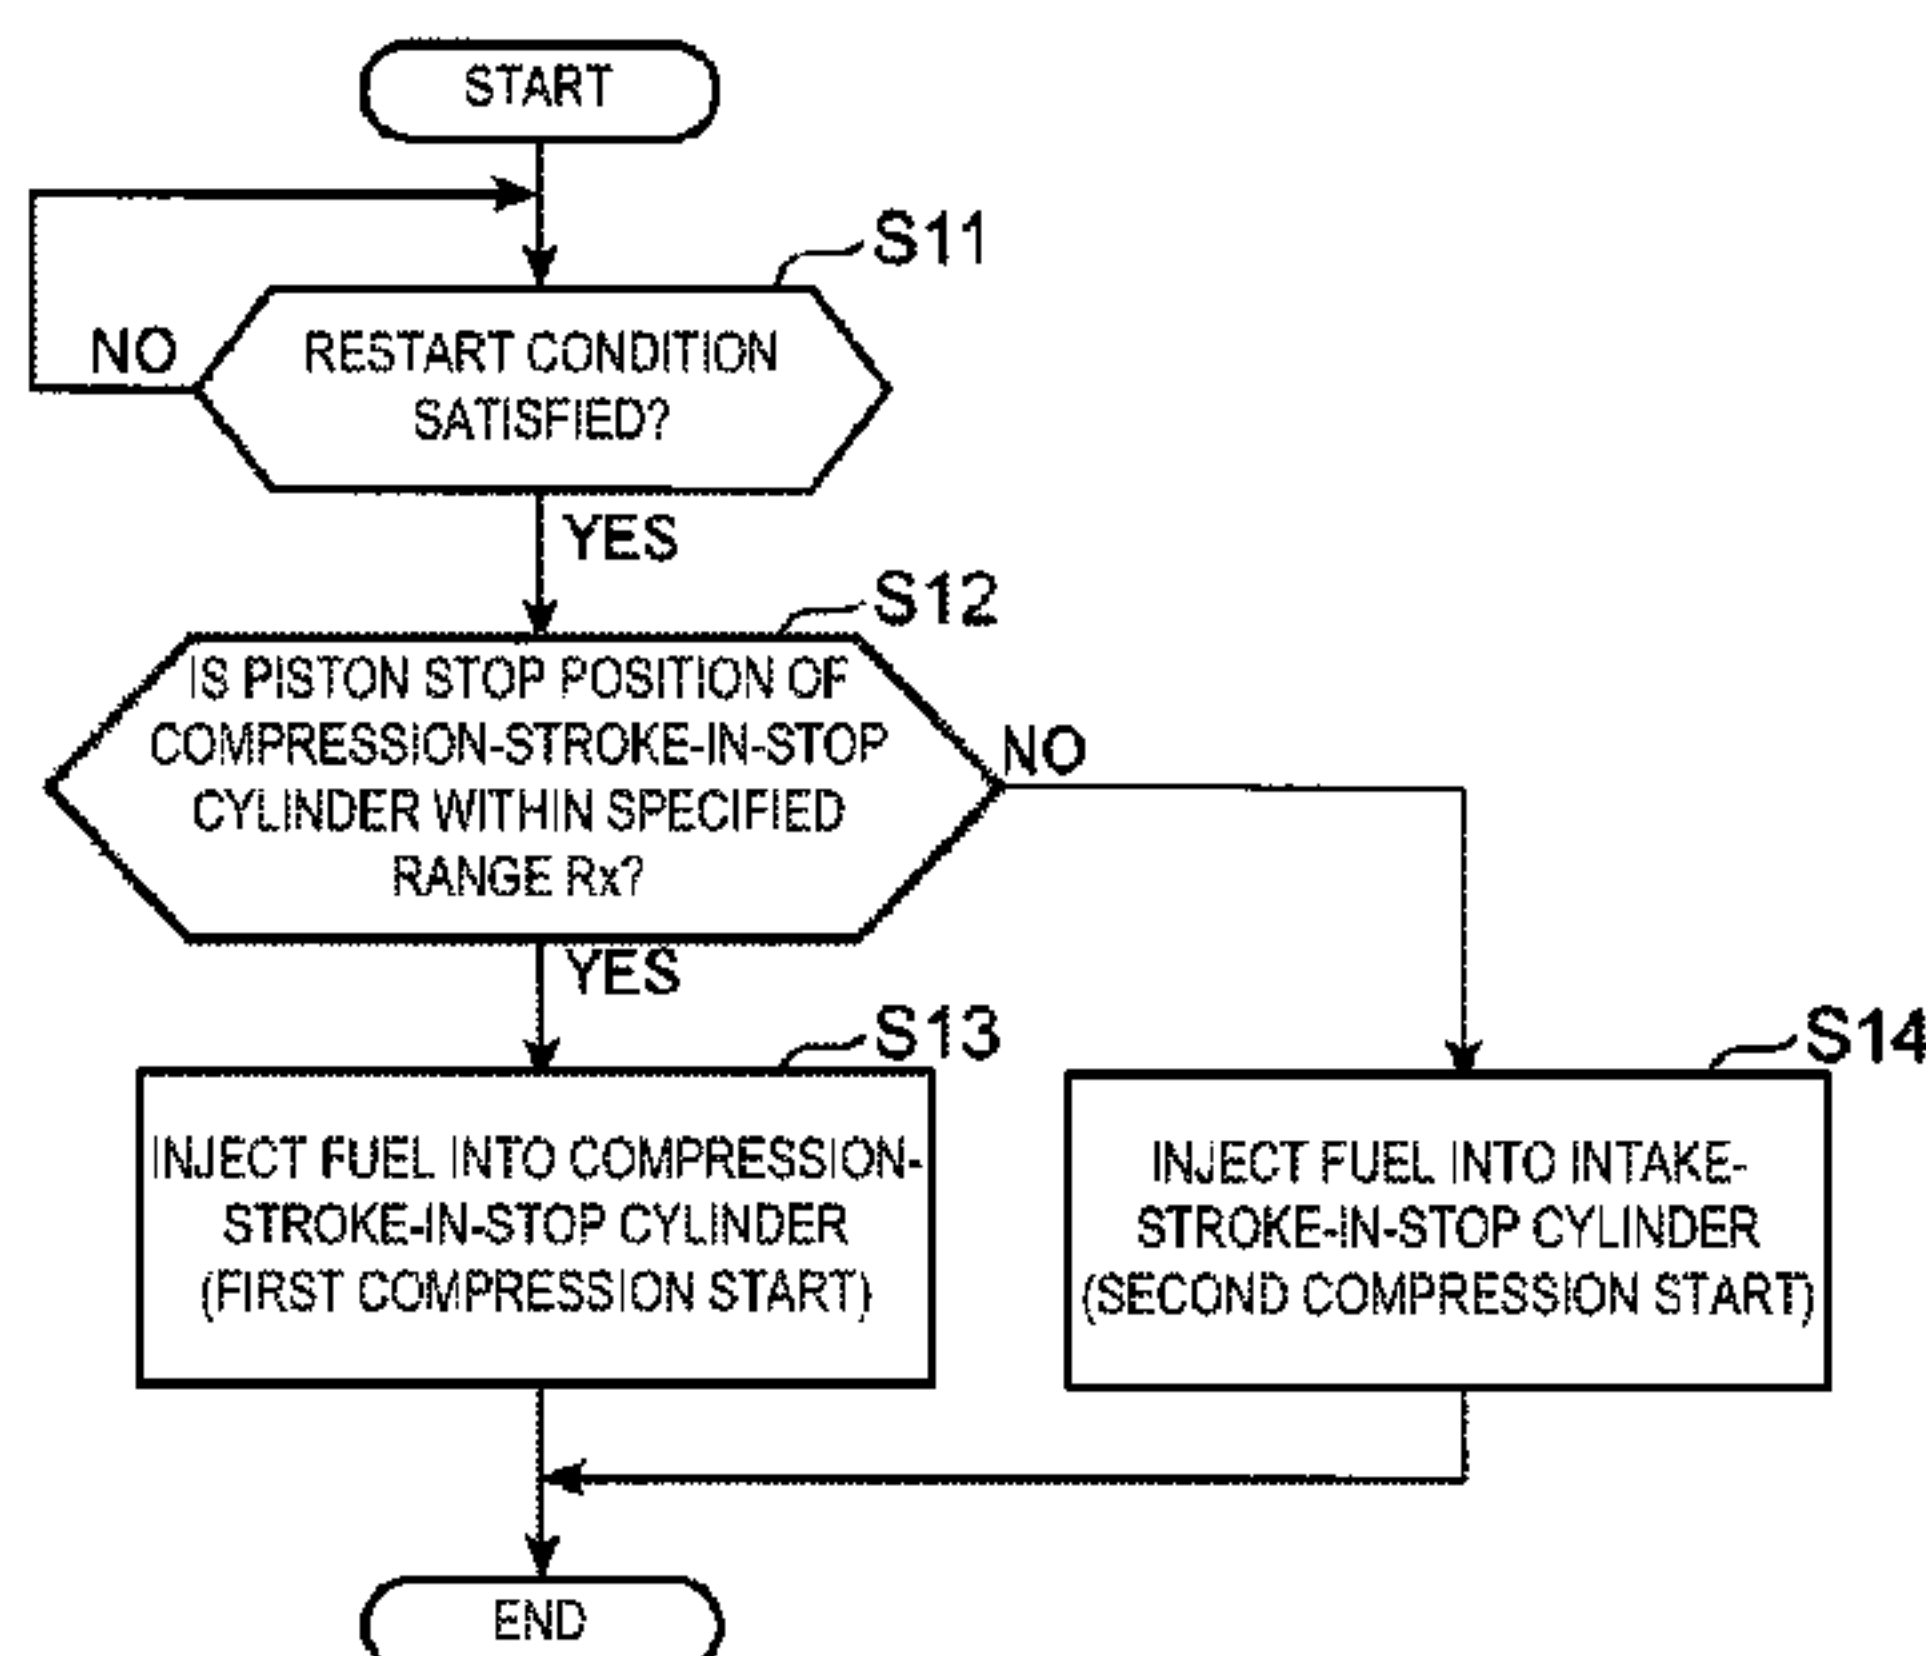 START
S11
RESTART CONDITION
SATISFIED?
NO
YES
S12
IS PISTON STOP POSITION OF
COMPRESSION-STROKE-IN-STOP
CYLINDER WITHIN SPECIFIED
RANGE Rx?
NO
YES
S13
INJECT FUEL INTO COMPRESSION-
STROKE-IN-STOP CYLINDER
(FIRST COMPRESSION START)
S14
INJECT FUEL INTO INTAKE-
STROKE-IN-STOP CYLINDER
(SECOND COMPRESSION START)
END